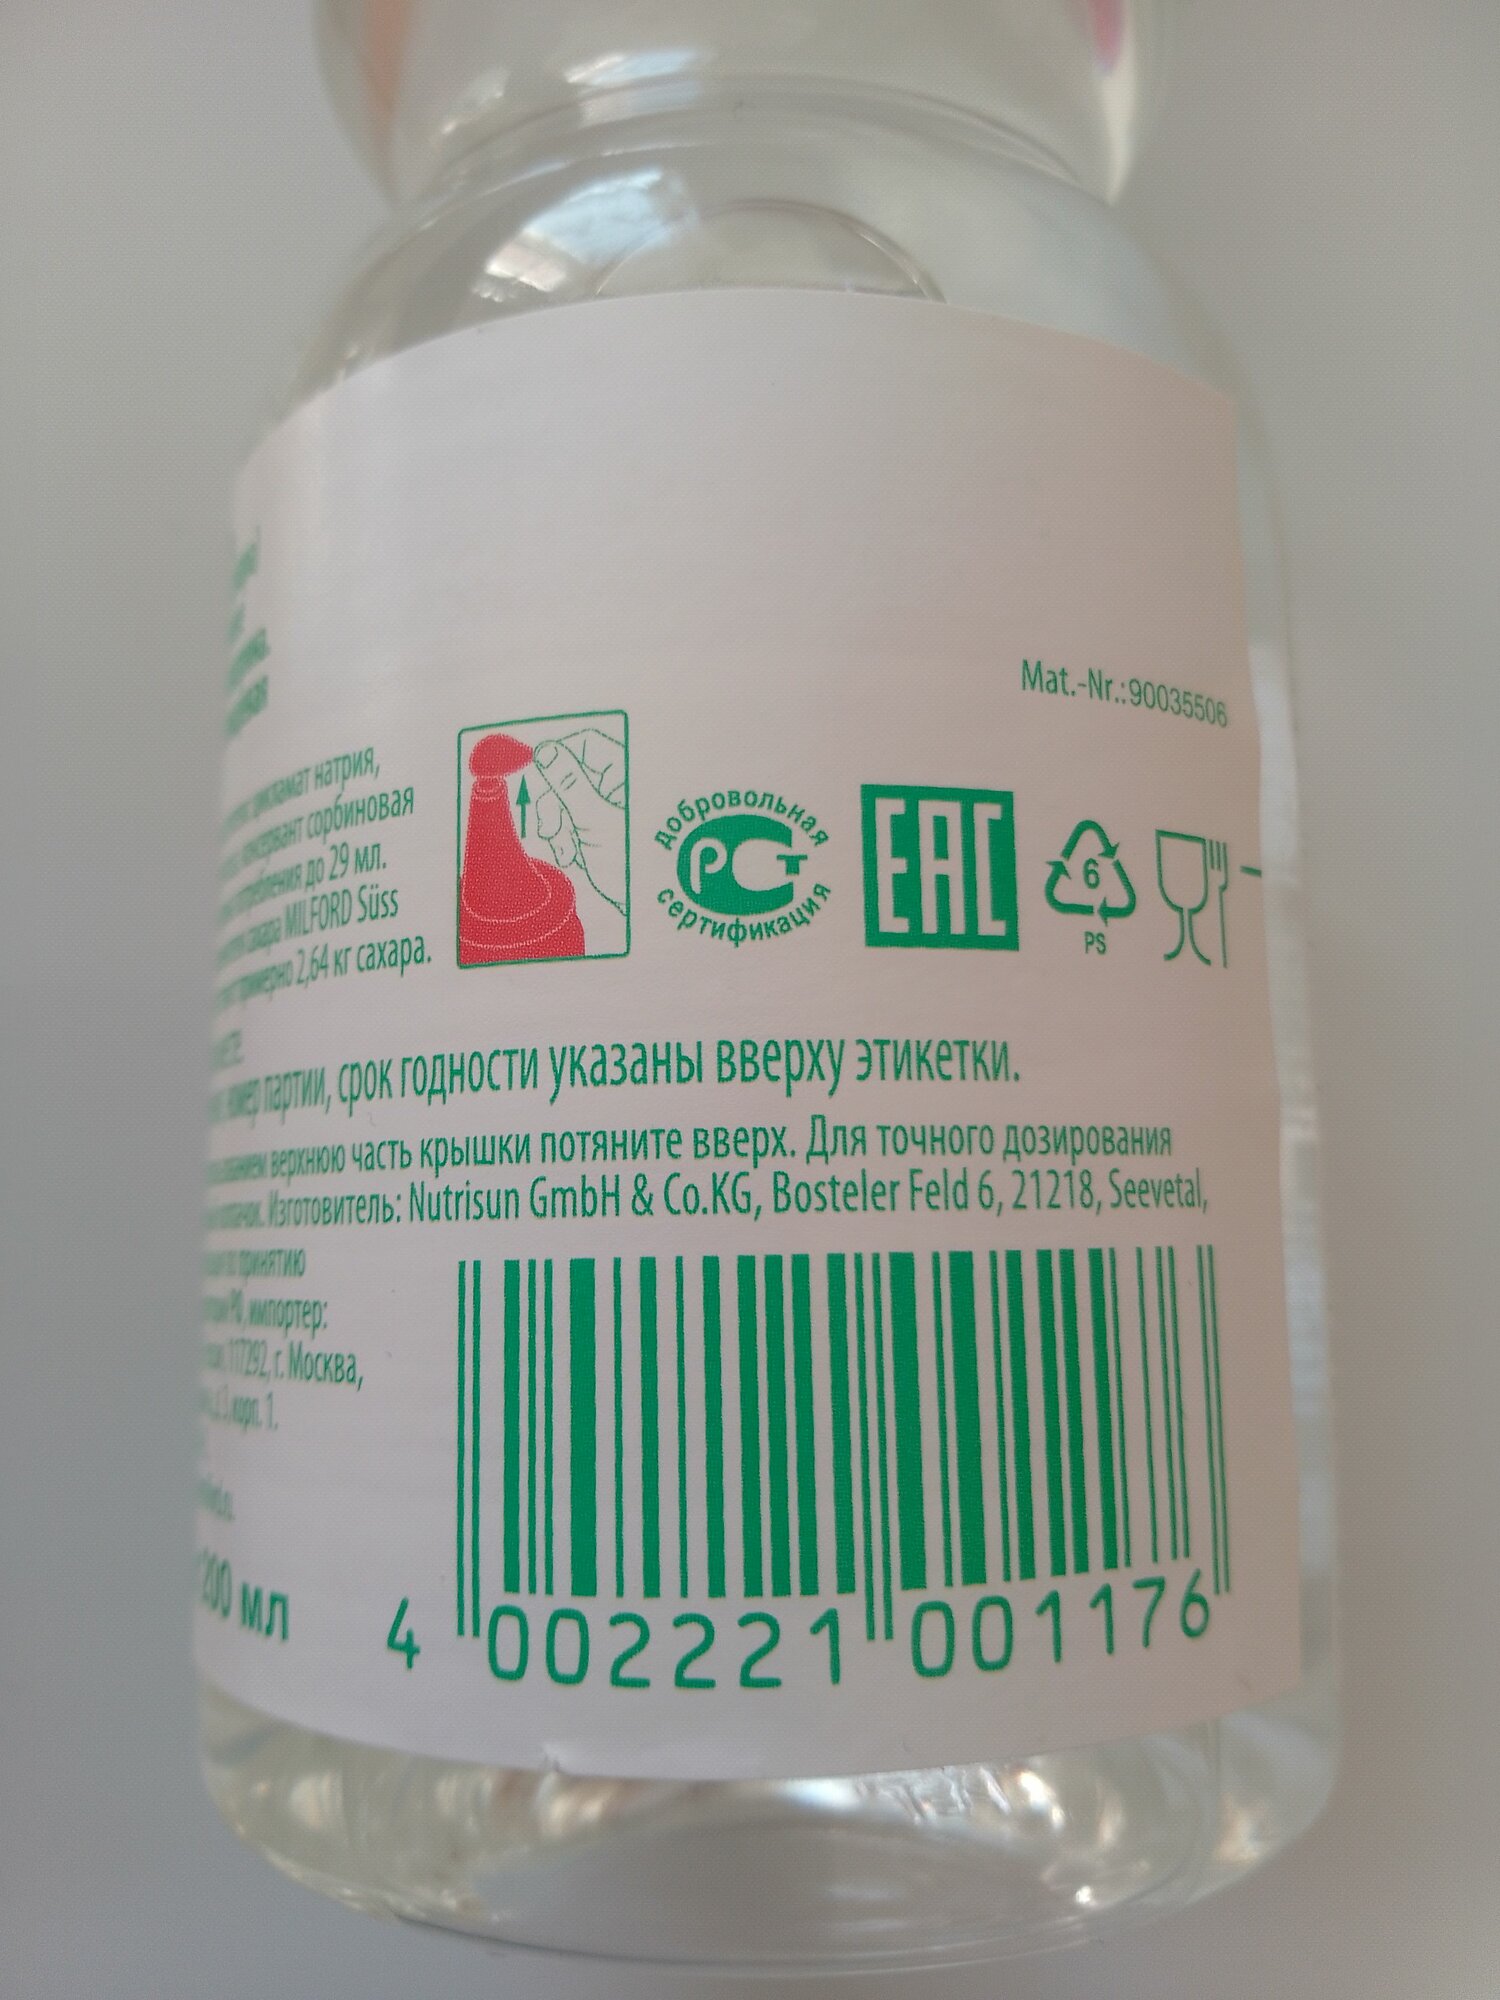 натрия,
консервант сорбиновая
до 29 мл.
сахара MILFORD Süss
примерно 2,64 кг сахара.
Mat.-Nr.:90035506
добровольная
РСТ
сертификация
EAC
6
PS
номер партии, срок годности указаны вверху этикетки.
верхнюю часть крышки потяните вверх. Для точного дозирования
Изготовитель: Nutrisun GmbH & Co.KG, Bosteler Feld 6, 21218, Seevetal,
принятию
РФ, импортер:
117292, г. Москва,
корп. 1.
200 мл
4 002221 001176